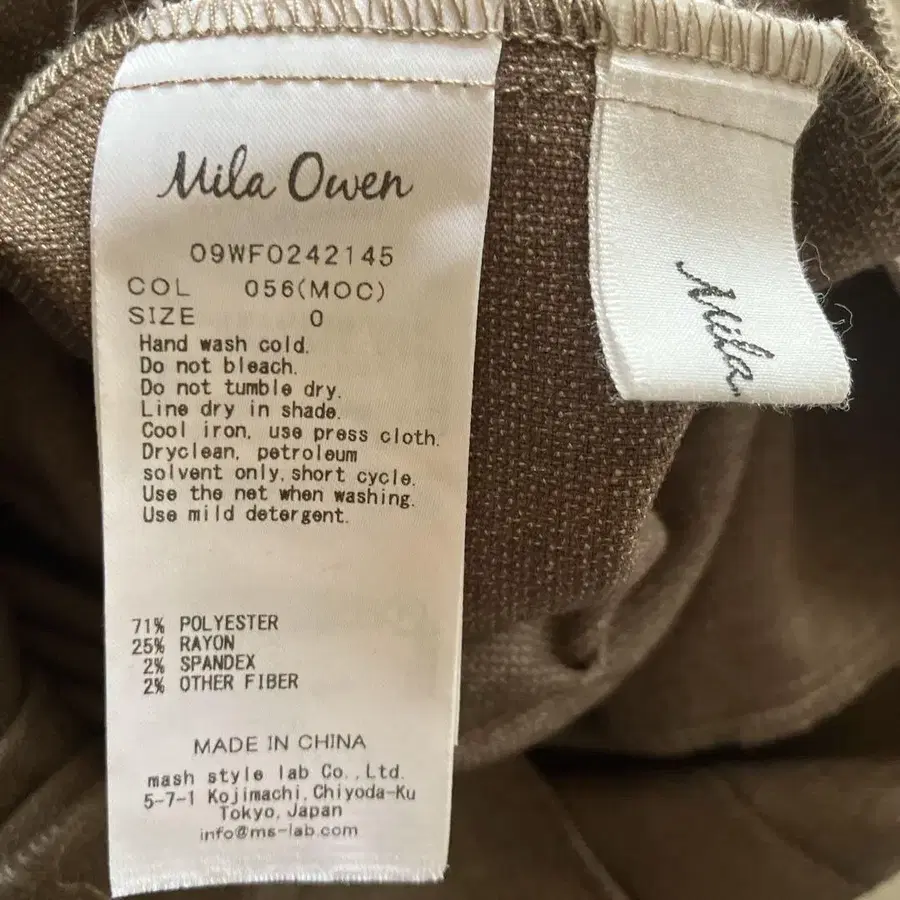 Mila Owen
09WF0242145
COL 056(MOC)
SIZE 0
Hand wash cold.
Do not bleach.
Do not tumble dry.
Line dry in shade.
Cool iron, use press cloth.
Dryclean, petroleum
solvent only, short cycle.
Use the net when washing.
Use mild detergent.
71% POLYESTER
25% RAYON
2% SPANDEX
2% OTHER FIBER
MADE IN CHINA
mash style lab Co., Ltd.
5-7-1 Kojimachi, Chiyoda-Ku
Tokyo, Japan
info@ms-lab.com
Mila